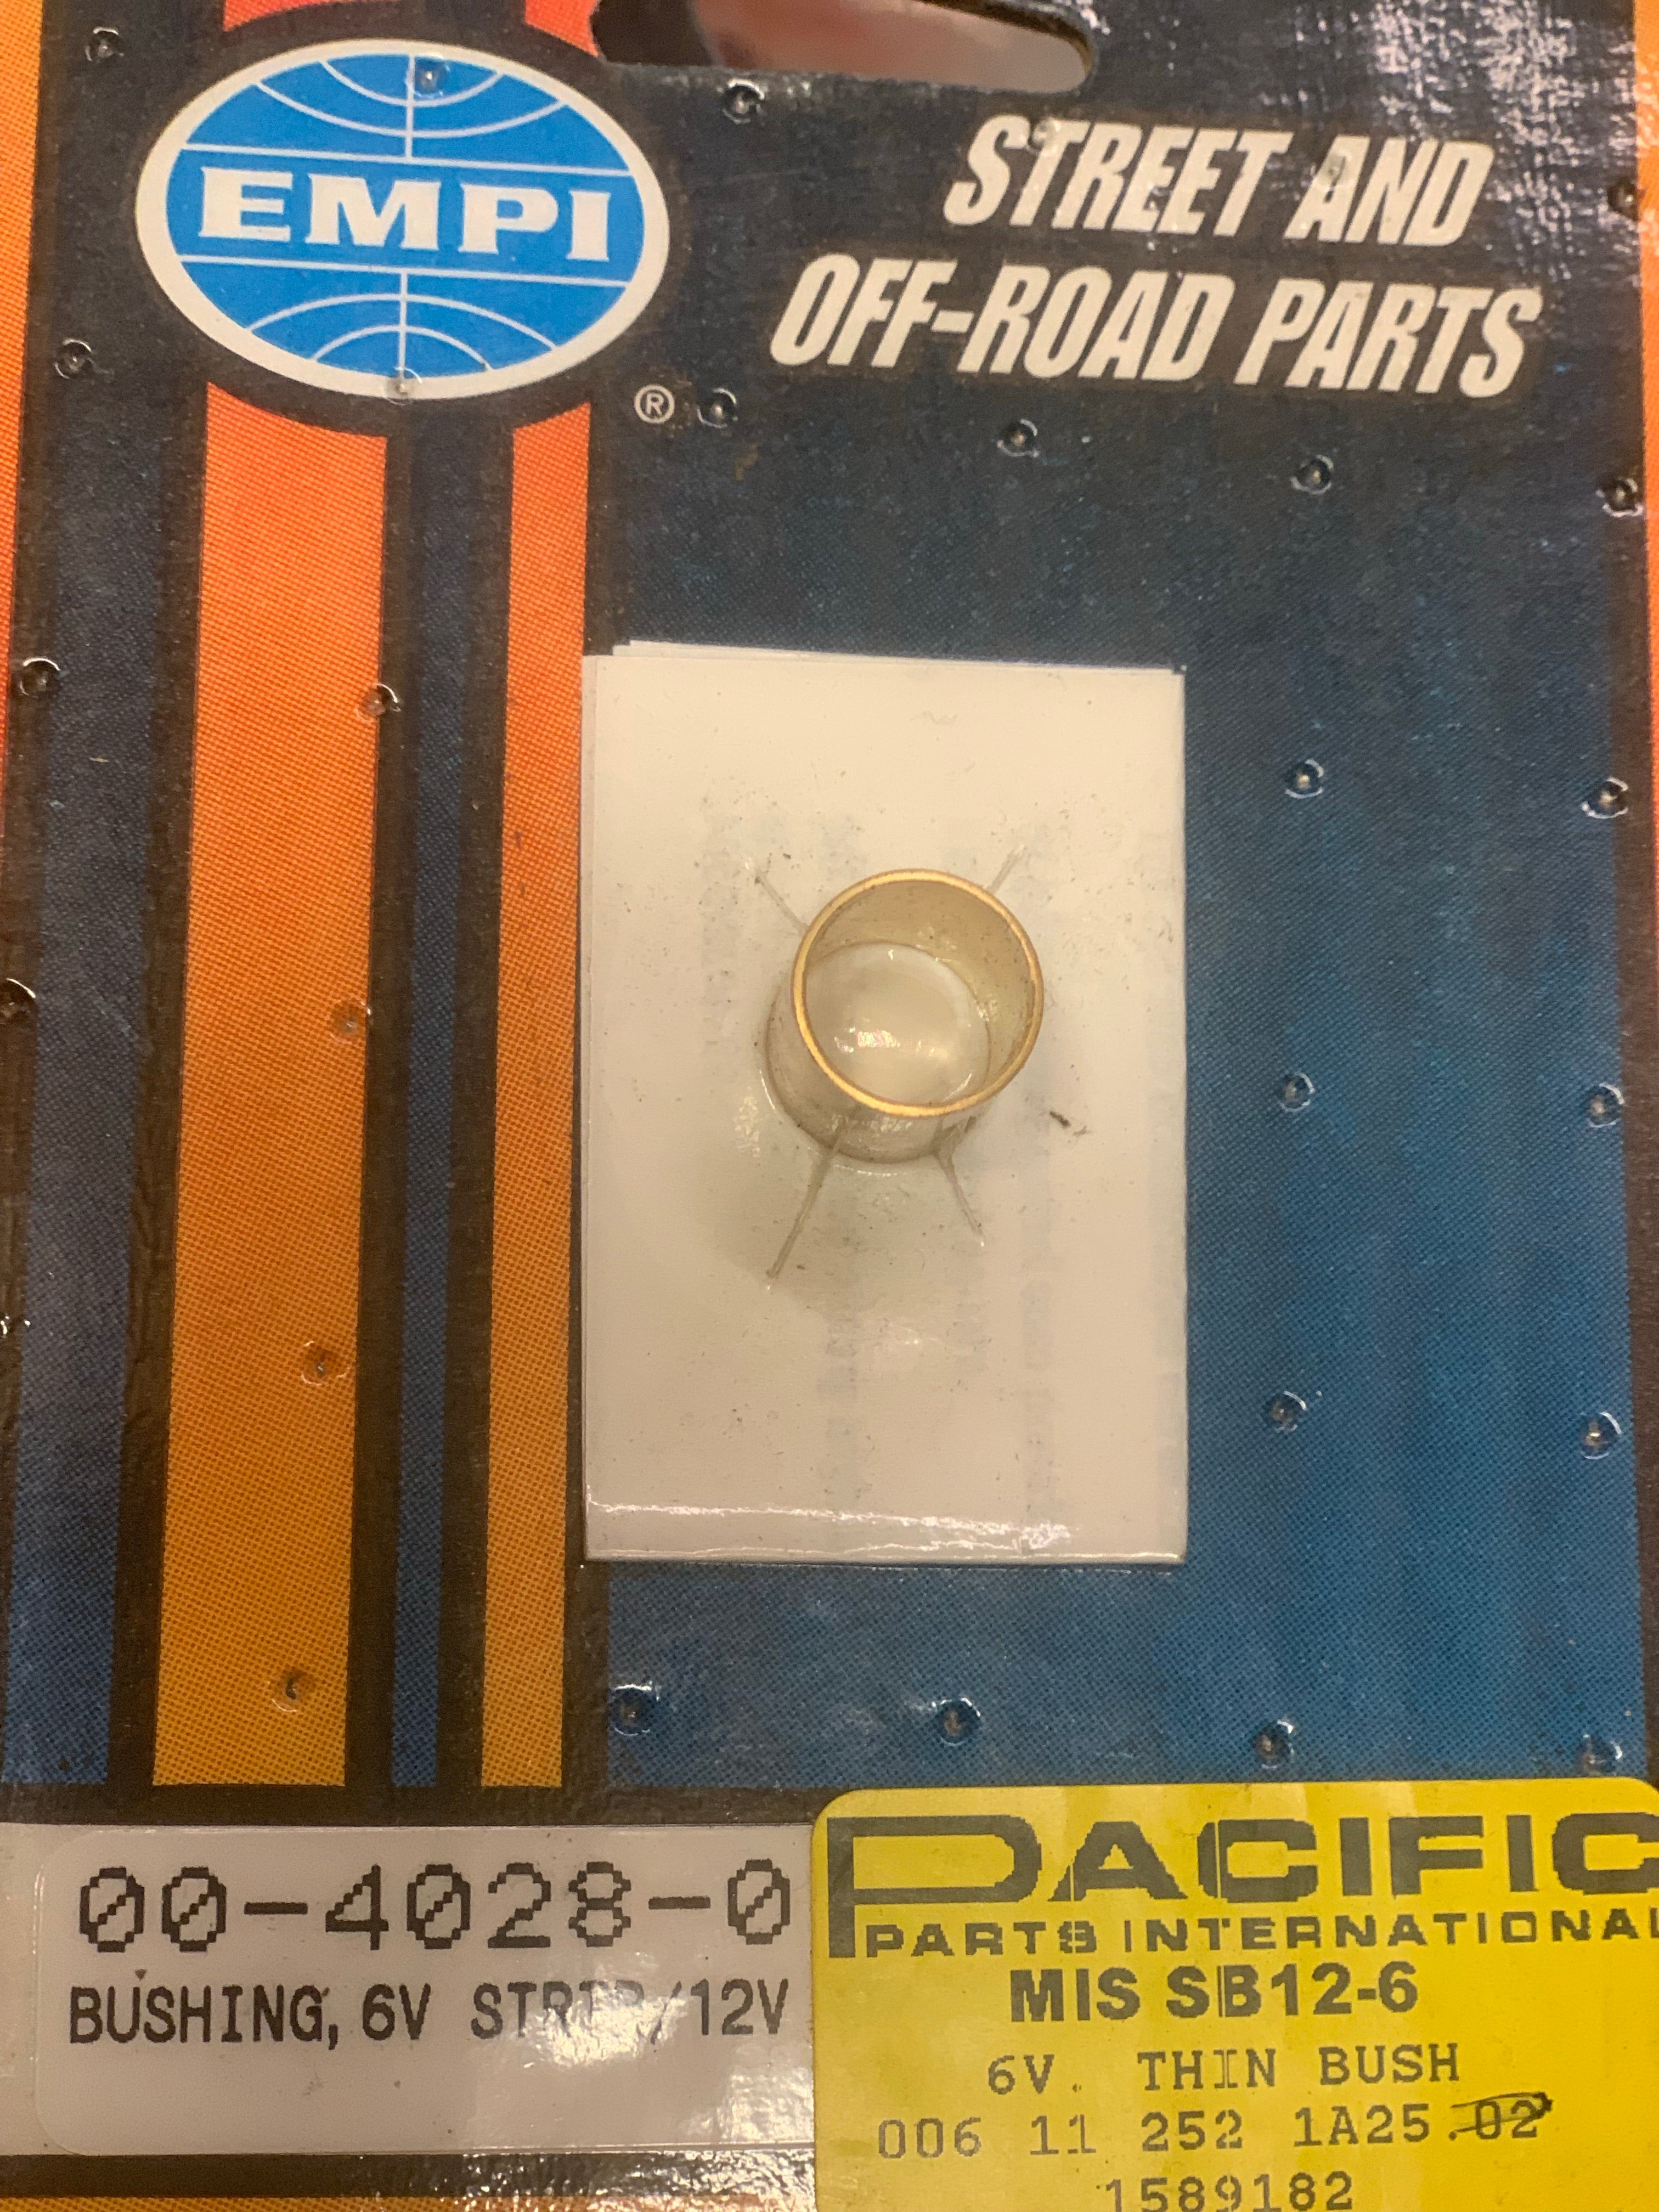 EMPI
®
STREET AND
OFF-ROAD PARTS
00-4028-0
BUSHING, 6V STRTR/12V
PACIFIC
PARTS INTERNATIONAL
MIS SB12-6
6V. THIN BUSH
006 11 252 1A25.02
1589182